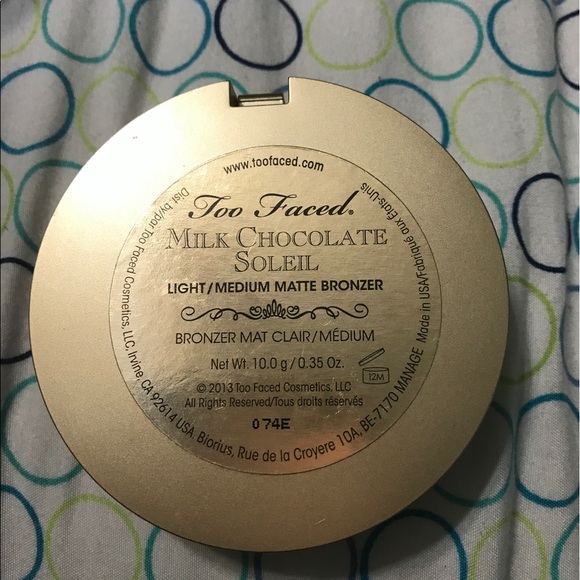 www.toofaced.com
Too Faced.
MILK CHOCOLATE
SOLEIL
LIGHT/MEDIUM MATTE BRONZER
BRONZER MAT CLAIR/MÉDIUM
Net Wt. 10.0 g / 0.35 Oz.
12M
© 2013 Too Faced Cosmetics, LLC
All Rights Reserved/Tous droits réservés
074E
Dist. by/par Too Faced Cosmetics, LLC, Irvine, CA 92614 USA. Biorius, Rue de la Croyere 10A, BE-7170 MANAGE Made in USA/Fabriqué aux États-Unis